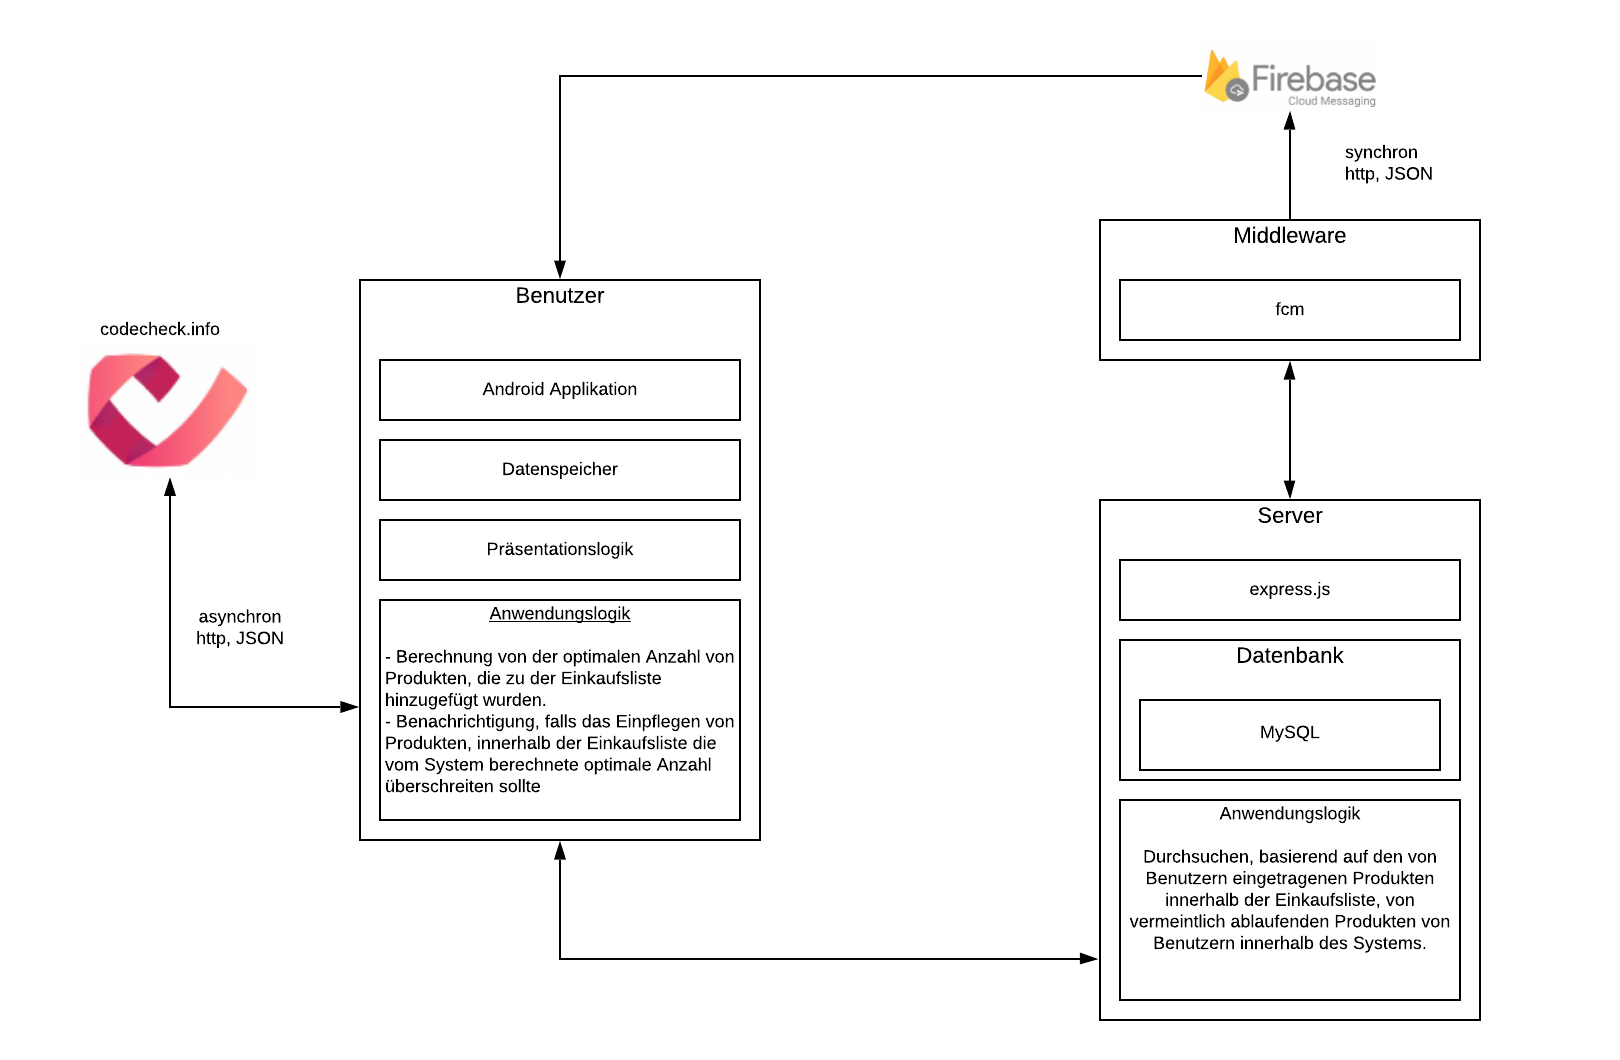 Firebase
Cloud Messaging
synchron
http, JSON
Middleware
fcm
Benutzer
Android Applikation
Datenspeicher
Präsentationslogik
Anwendungslogik
- Berechnung von der optimalen Anzahl von
Produkten, die zu der Einkaufsliste
hinzugefügt wurden.
- Benachrichtigung, falls das Einpflegen von
Produkten, innerhalb der Einkaufsliste die
vom System berechnete optimale Anzahl
überschreiten sollte
codecheck.info
asynchron
http, JSON
Server
express.js
Datenbank
MySQL
Anwendungslogik
Durchsuchen, basierend auf den von
Benutzern eingetragenen Produkten
innerhalb der Einkaufsliste, von
vermeintlich ablaufenden Produkten von
Benutzern innerhalb des Systems.